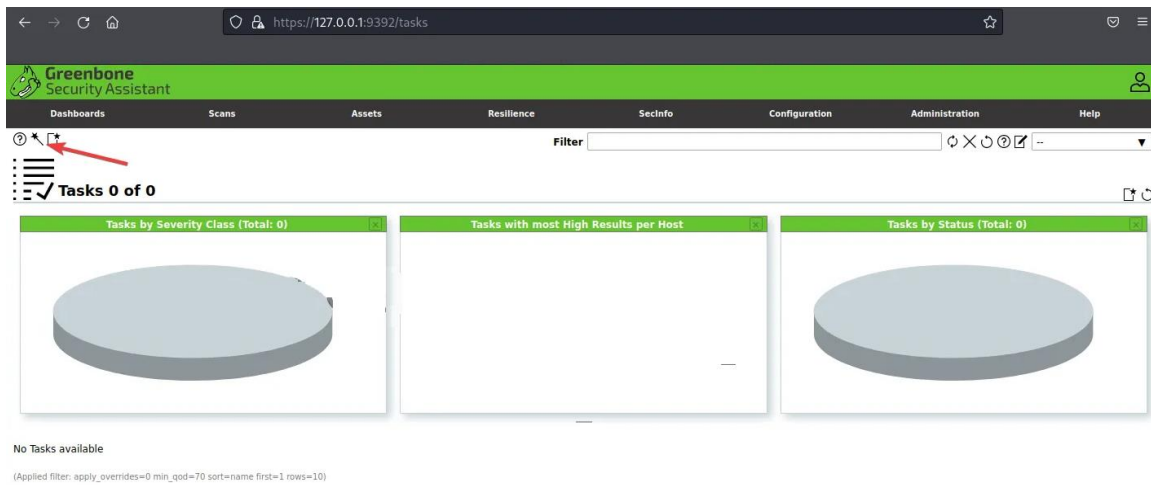 https://127.0.0.1:9392/tasks
Greenbone
Security Assistant
Dashboards Scans Assets Resilience SecInfo Configuration Administration Help
Filter --
Tasks 0 of 0
Tasks by Severity Class (Total: 0) Tasks with most High Results per Host Tasks by Status (Total: 0)
No Tasks available
(Applied filter: apply_overrides=0 min_qod=70 sort=name first=1 rows=10)